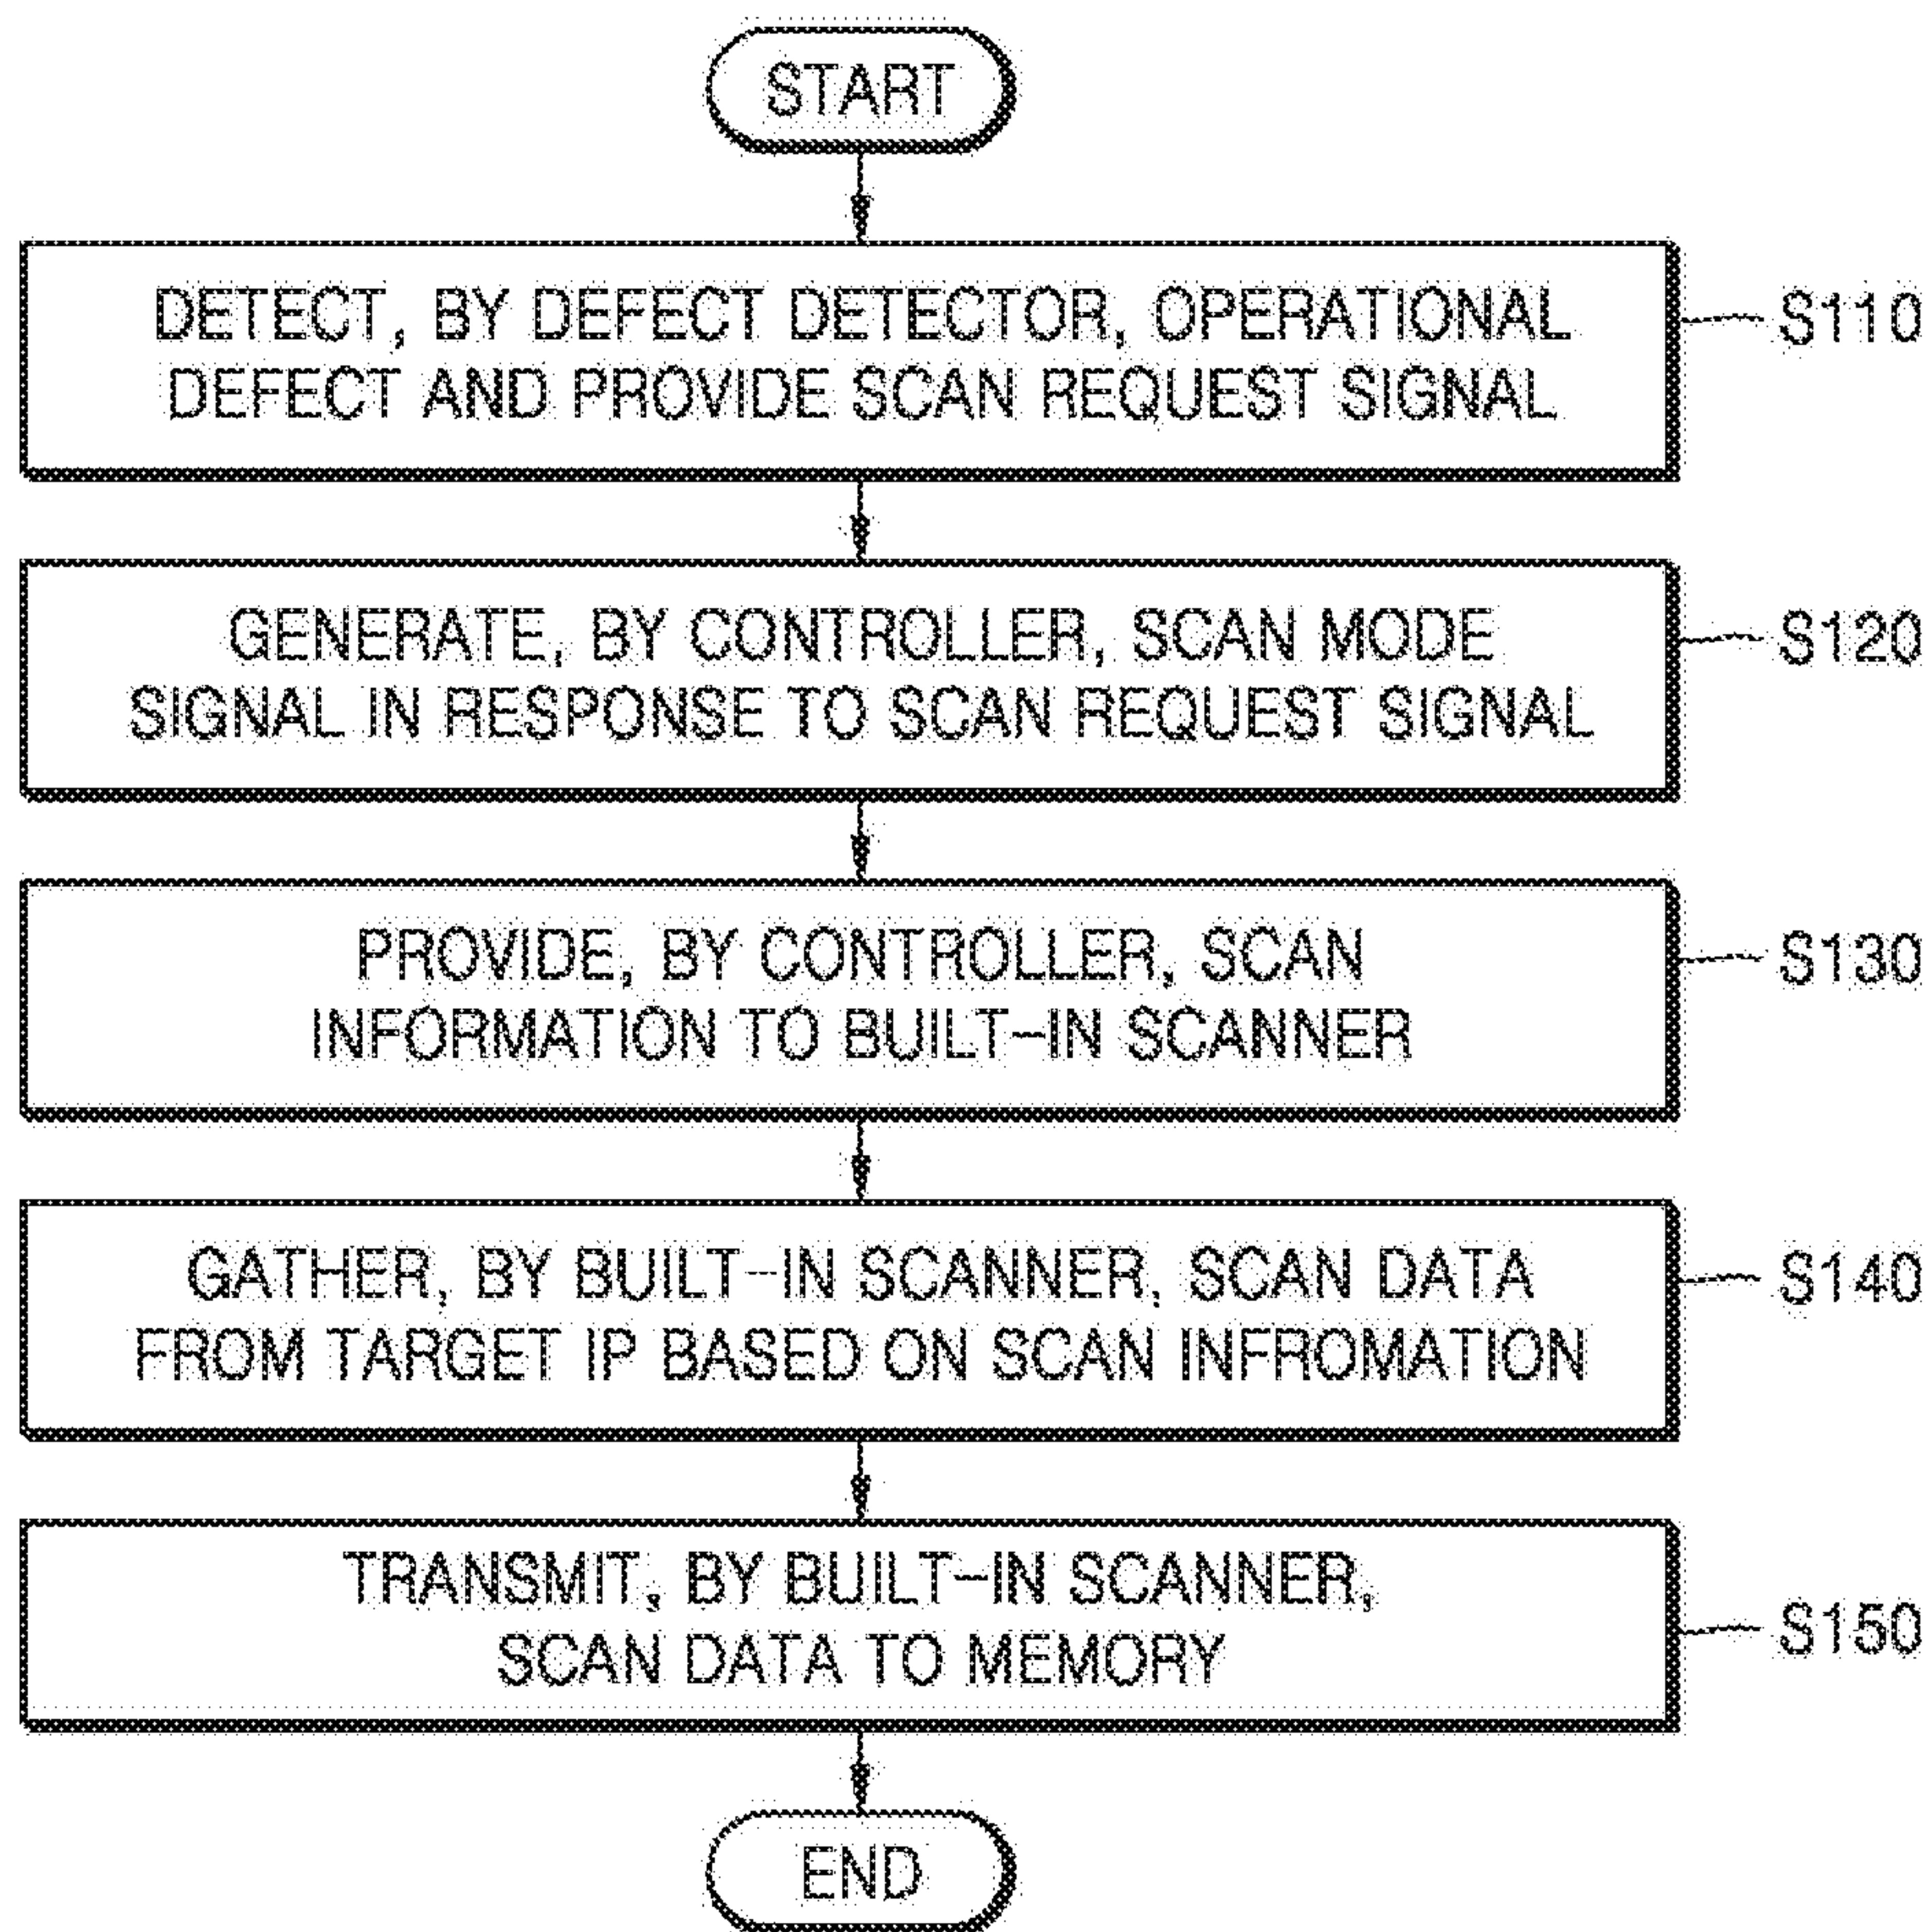 START
DETECT, BY DEFECT DETECTOR, OPERATIONAL
DEFECT AND PROVIDE SCAN REQUEST SIGNAL
S110
GENERATE, BY CONTROLLER, SCAN MODE
SIGNAL IN RESPONSE TO SCAN REQUEST SIGNAL
S120
PROVIDE, BY CONTROLLER, SCAN
INFORMATION TO BUILT-IN SCANNER
S130
GATHER, BY BUILT-IN SCANNER, SCAN DATA
FROM TARGET IP BASED ON SCAN INFROMATION
S140
TRANSMIT, BY BUILT-IN SCANNER,
SCAN DATA TO MEMORY
S150
END